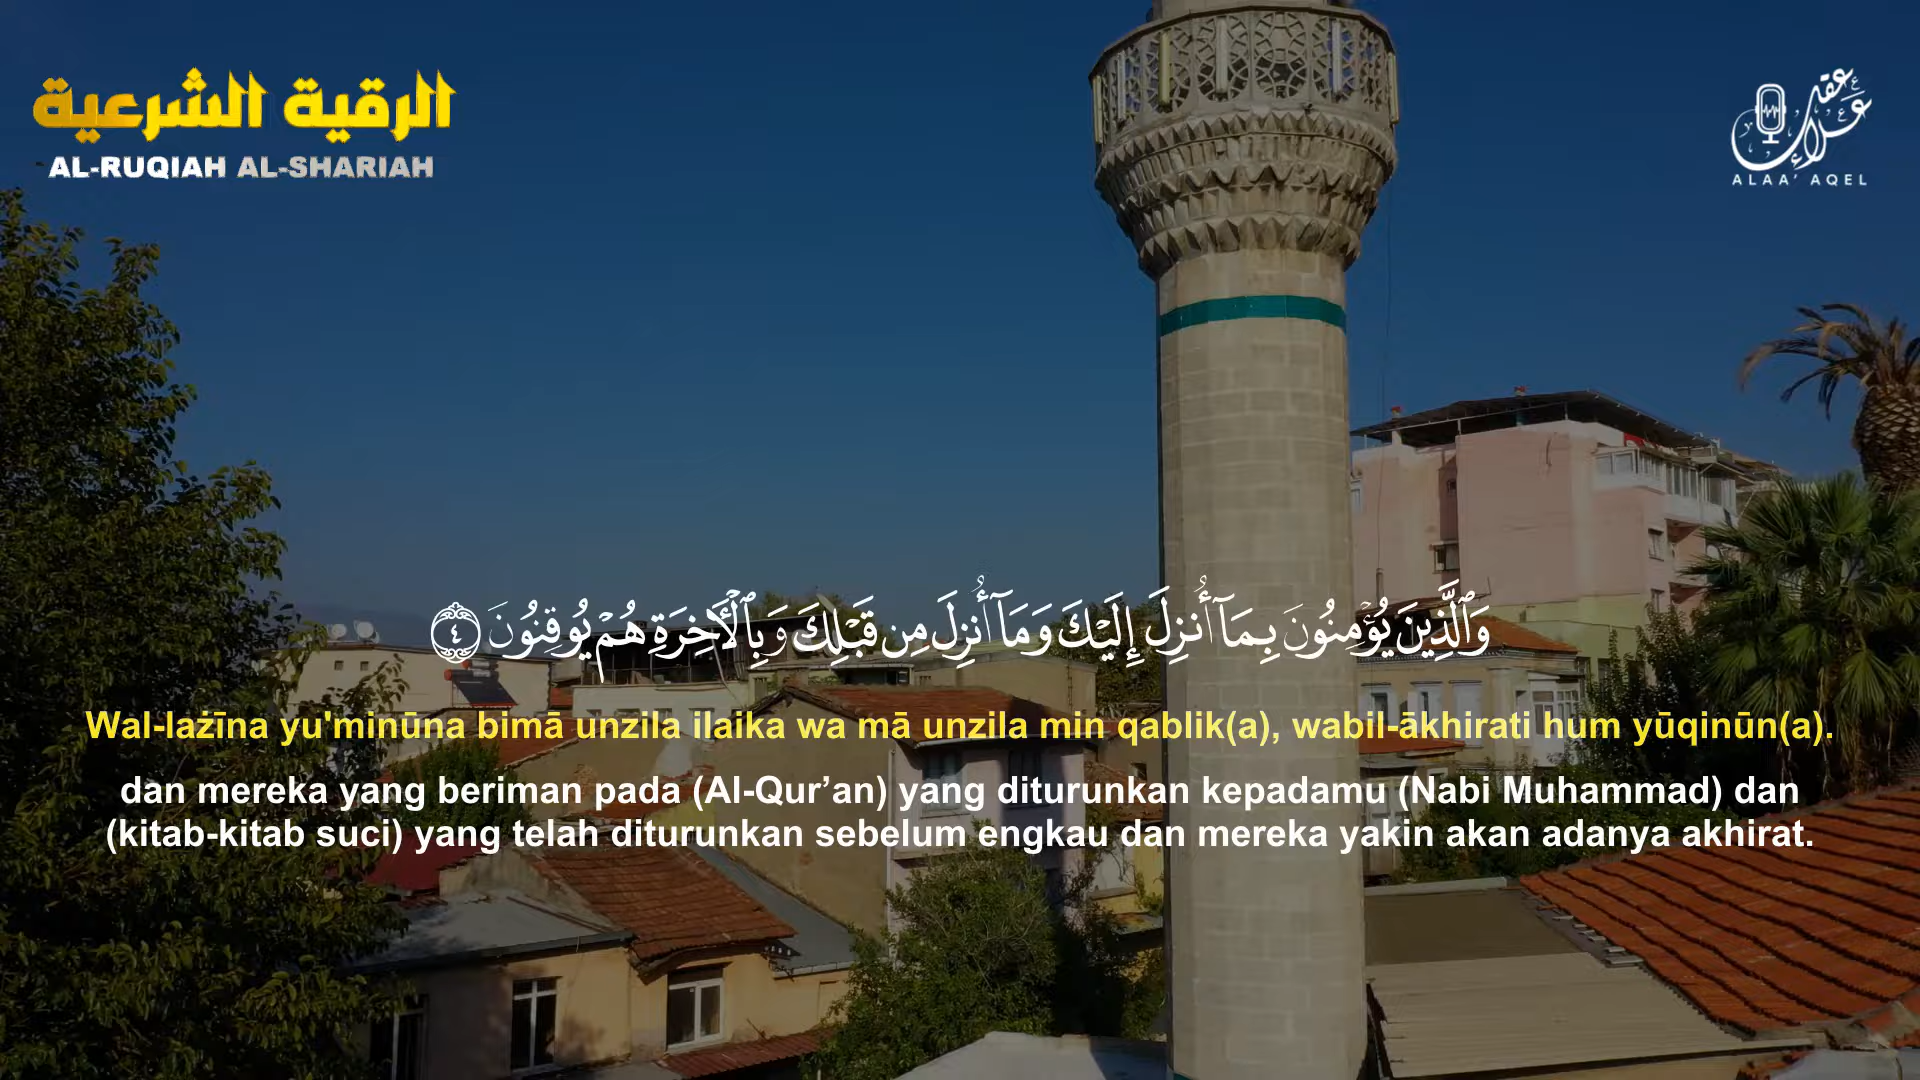 الرقية الشرعية
AL-RUQIAH AL-SHARIAH
علاء عقل
ALAA' AQEL
وَٱلَّذِينَ يُؤْمِنُونَ بِمَآ أُنزِلَ إِلَيْكَ وَمَآ أُنزِلَ مِن قَبْلِكَ وَبِٱلْأَخِرَةِ هُمْ يُوقِنُونَ ٤
Wal-lażīna yu'minūna bimā unzila ilaika wa mā unzila min qablik(a), wabil-ākhirati hum yūqinūn(a).
dan mereka yang beriman pada (Al-Qur’an) yang diturunkan kepadamu (Nabi Muhammad) dan
(kitab-kitab suci) yang telah diturunkan sebelum engkau dan mereka yakin akan adanya akhirat.